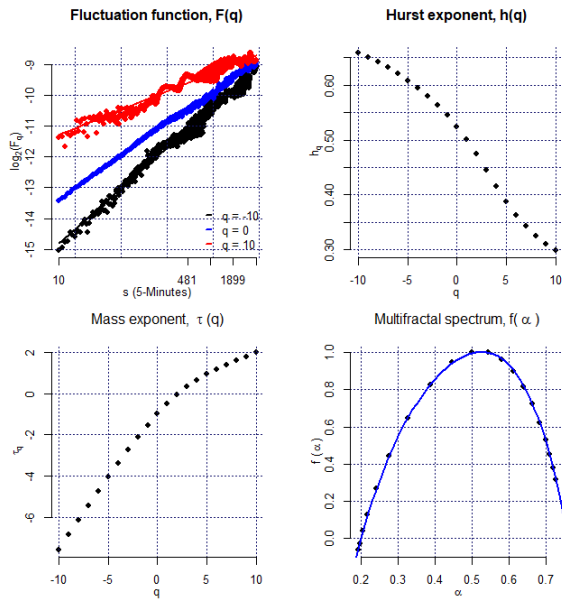 Fluctuation function, F(q)
log₂(Fq)
-9
-10
-11
-12
-13
-14
-15
q = -10
q = 0
q = 10
10
481
1899
s (5-Minutes)
Hurst exponent, h(q)
hq
0.60
0.50
0.40
0.30
-10
-5
0
5
10
q
Mass exponent, τ (q)
τq
2
0
-2
-4
-6
-10
-5
0
5
10
q
Multifractal spectrum, f( α )
f (α)
1.0
0.8
0.6
0.4
0.2
0.0
0.2
0.3
0.4
0.5
0.6
0.7
α